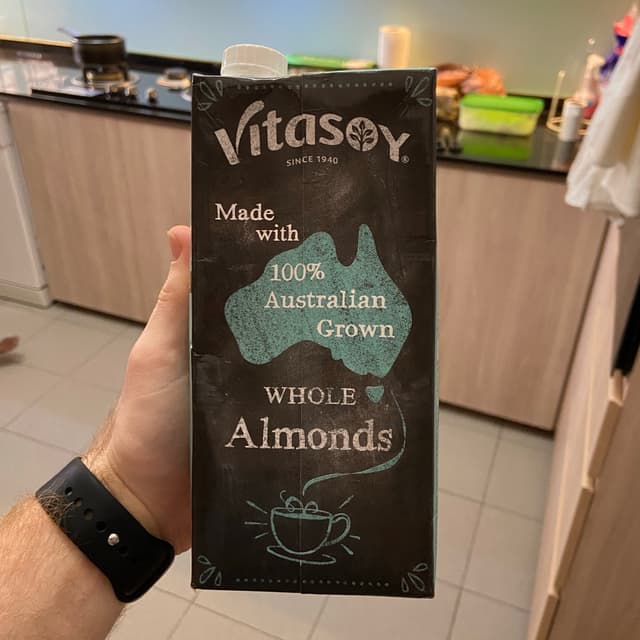 Vitasoy®
SINCE 1940
Made
with
100%
Australian
Grown
WHOLE
Almonds